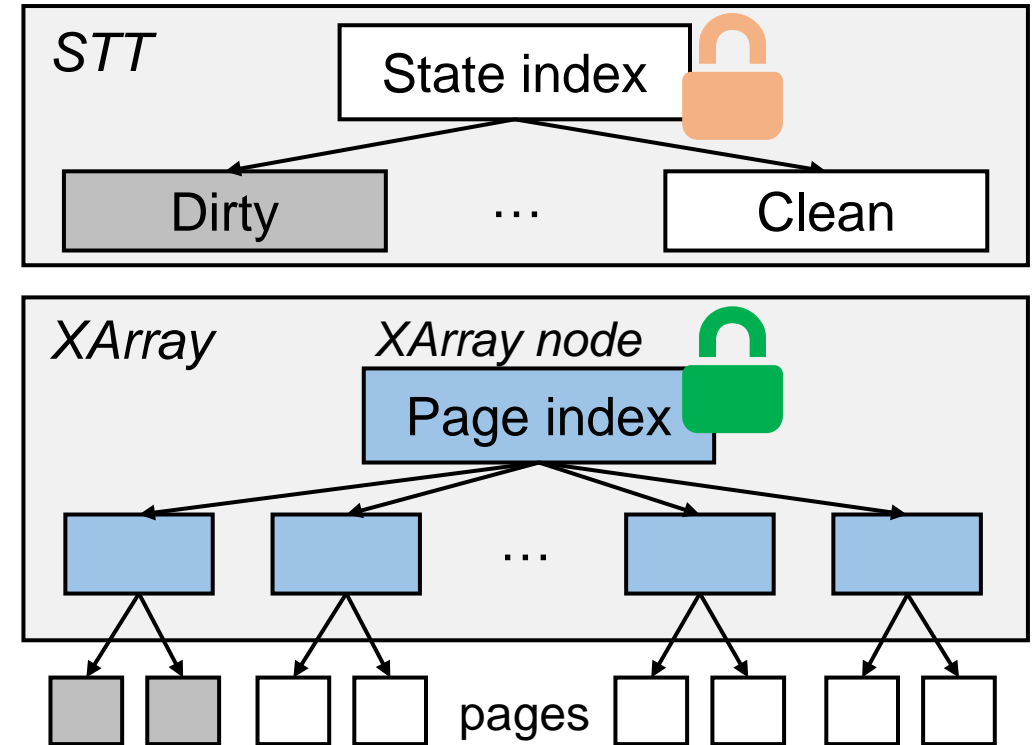 STT
State index
Dirty
…
Clean
XArray
XArray node
Page index
…
pages